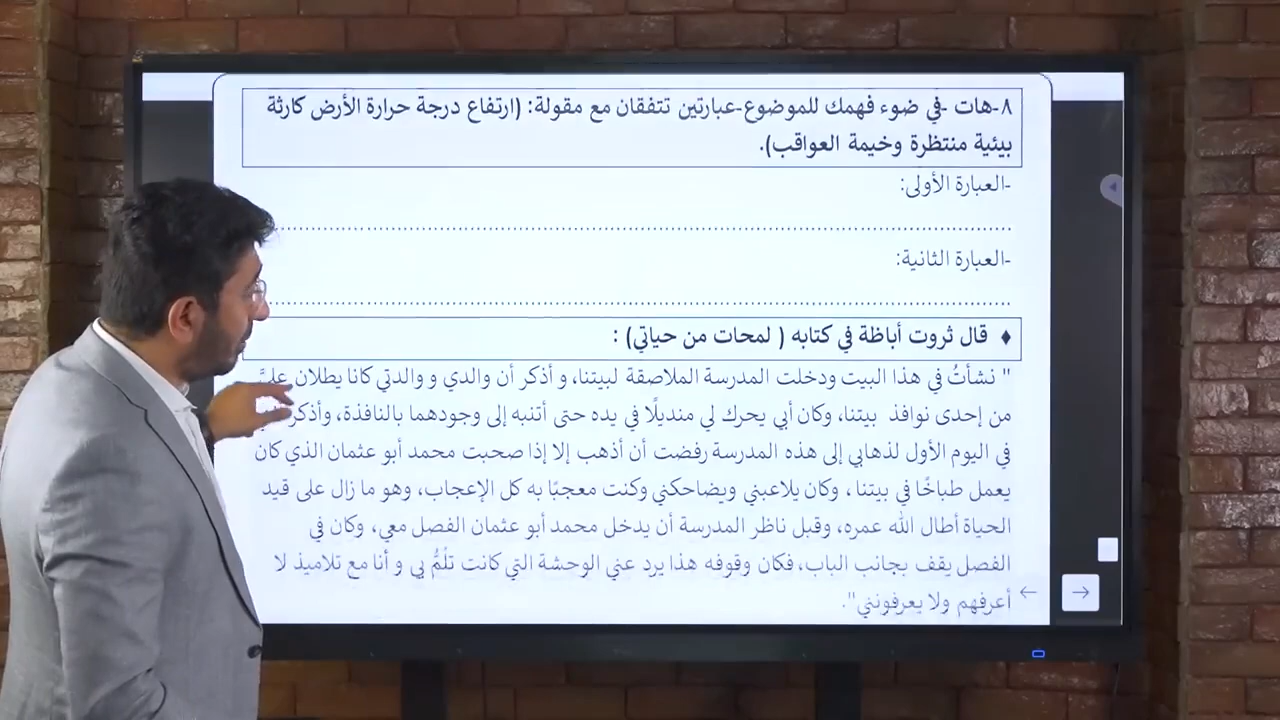 ٨-هات -في ضوء فهمك للموضوع-عبارتين تتفقان مع مقولة: (ارتفاع درجة حرارة الأرض كارثة
بيئية منتظرة وخيمة العواقب).
-العبارة الأولى:
-العبارة الثانية:
♦ قال ثروت أباظة في كتابه ( لمحات من حياتي) :
" نشأتُ في هذا البيت ودخلت المدرسة الملاصقة لبيتنا، و أذكر أن والدي و والدتي كانا يطلان عليَّ
من إحدى نوافذ بيتنا، وكان أبي يحرك لي منديلًا في يده حتى أتنبه إلى وجودهما بالنافذة، وأذكر
في اليوم الأول لذهابي إلى هذه المدرسة رفضت أن أذهب إلا إذا صحبت محمد أبو عثمان الذي كان
يعمل طباخًا في بيتنا ، وكان يلاعبني ويضاحكني وكنت معجبًا به كل الإعجاب، وهو ما زال على قيد
الحياة أطال الله عمره، وقبل ناظر المدرسة أن يدخل محمد أبو عثمان الفصل معي، وكان في
الفصل يقف بجانب الباب، فكان وقوفه هذا يرد عني الوحشة التي كانت تلُمُّ بي و أنا مع تلاميذ لا
أعرفهم ولا يعرفونني".